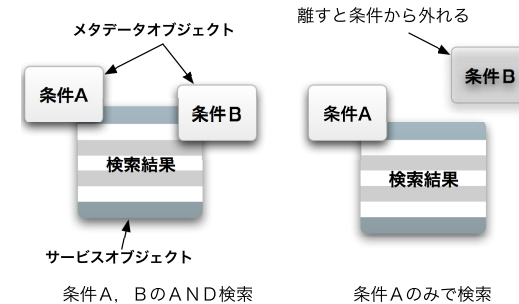 メタデータオブジェクト
条件A
条件B
検索結果
サービスオブジェクト
条件A，BのAND検索
離すと条件から外れる
条件B
条件A
検索結果
条件Aのみで検索